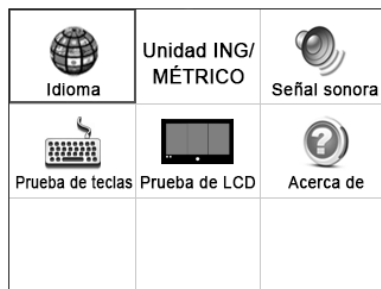 Idioma
Unidad ING/
MÉTRICO
Señal sonora
Prueba de teclas
Prueba de LCD
Acerca de